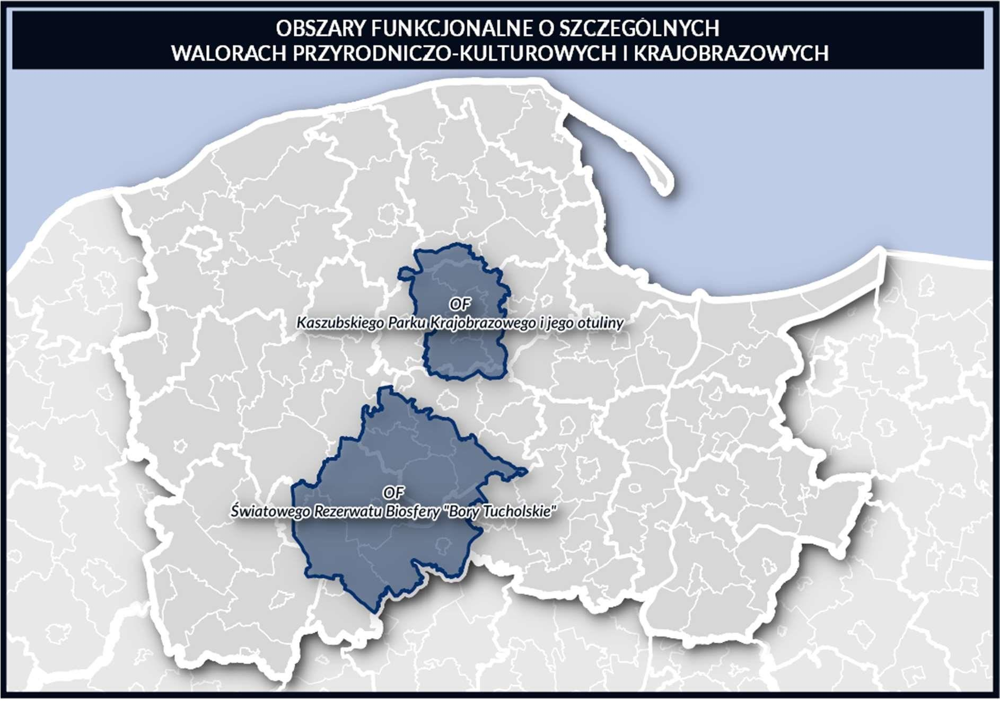 OBSZARY FUNKCJONALNE O SZCZEGÓLNYCH
WALORACH PRZYRODNICZO-KULTUROWYCH I KRAJOBRAZOWYCH
OF
Kaszubskiego Parku Krajobrazowego i jego otuliny
OF
Światowego Rezerwatu Biosfery "Bory Tucholskie"